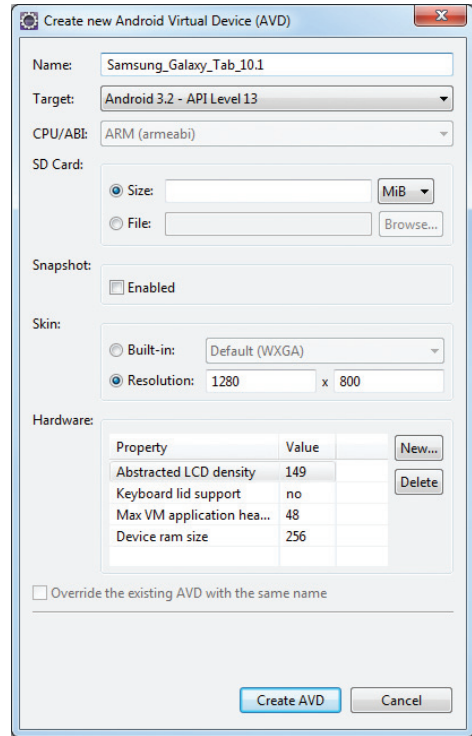 Create new Android Virtual Device (AVD)
Name: Samsung_Galaxy_Tab_10.1
Target: Android 3.2 - API Level 13
CPU/ABI: ARM (armeabi)
SD Card:
Size: MiB
File: Browse...
Snapshot:
Enabled
Skin:
Built-in: Default (WXGA)
Resolution: 1280 x 800
Hardware:
Property Value New...
Abstracted LCD density 149
Delete
Keyboard lid support no
Max VM application hea... 48
Device ram size 256
Override the existing AVD with the same name
Create AVD Cancel